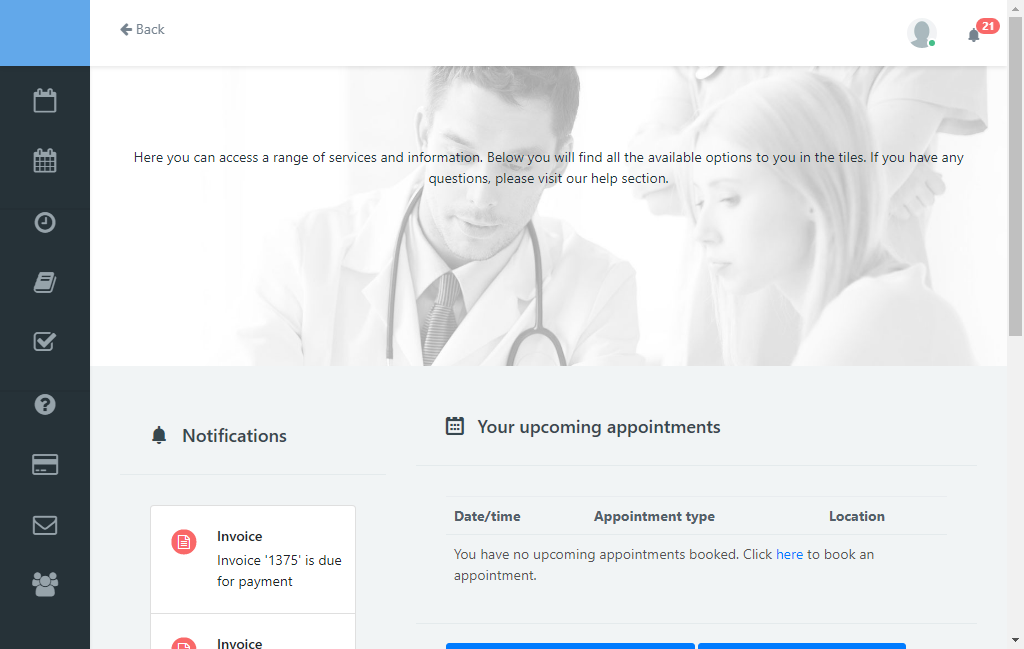 Back
21
Here you can access a range of services and information. Below you will find all the available options to you in the tiles. If you have any
questions, please visit our help section.
Notifications
Invoice
Invoice '1375' is due
for payment
Invoice
Your upcoming appointments
Date/time Appointment type Location
You have no upcoming appointments booked. Click here to book an
appointment.